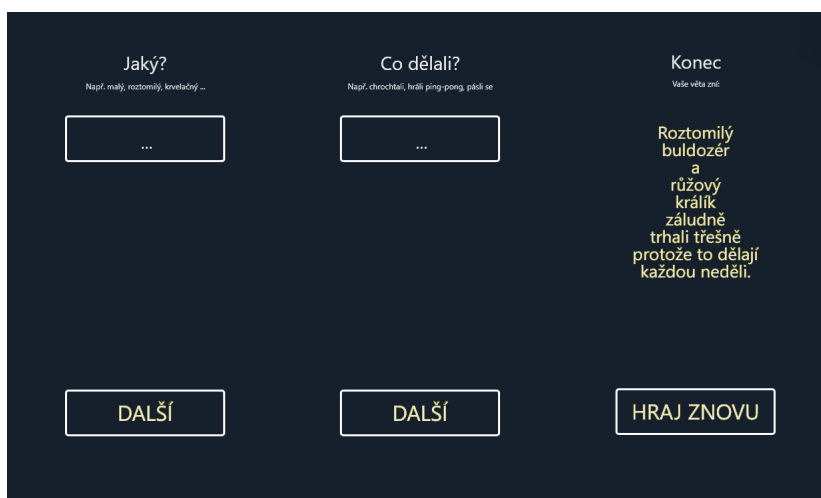 Jaký?
Např. malý, roztomilý, krvelačný ...
...
DALŠÍ
Co dělali?
Např. chrochtali, hráli ping-pong, pásli se
...
DALŠÍ
Konec
Vaše věta zní:
Roztomilý
buldozér
a
růžový
králík
záludně
trhali třešně
protože to dělají
každou neděli.
HRAJ ZNOVU